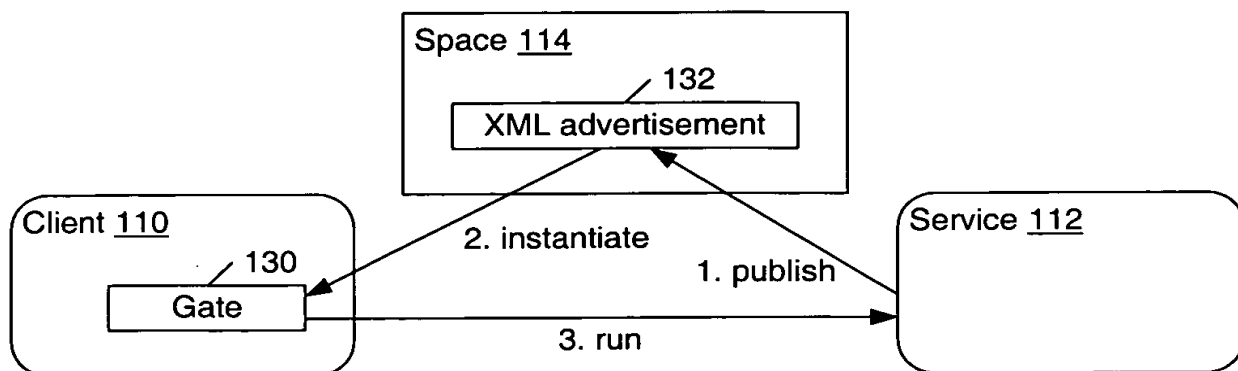 Space 114
132
XML advertisement
Client 110
2. instantiate
Service 112
130
1. publish
Gate
3. run